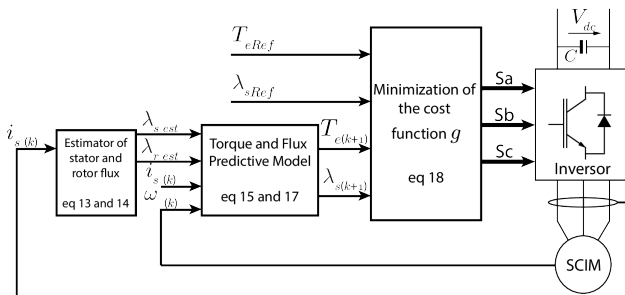 V_dc
C
T_eRef
λ_sRef
Minimization of
the cost
function g
eq 18
Sa
Sb
Sc
Inversor
i_s (k)
Estimator of
stator and
rotor flux
eq 13 and 14
λ_s est
λ_r est
i_s (k)
ω (k)
Torque and Flux
Predictive Model
eq 15 and 17
T_e(k+1)
λ_s(k+1)
SCIM